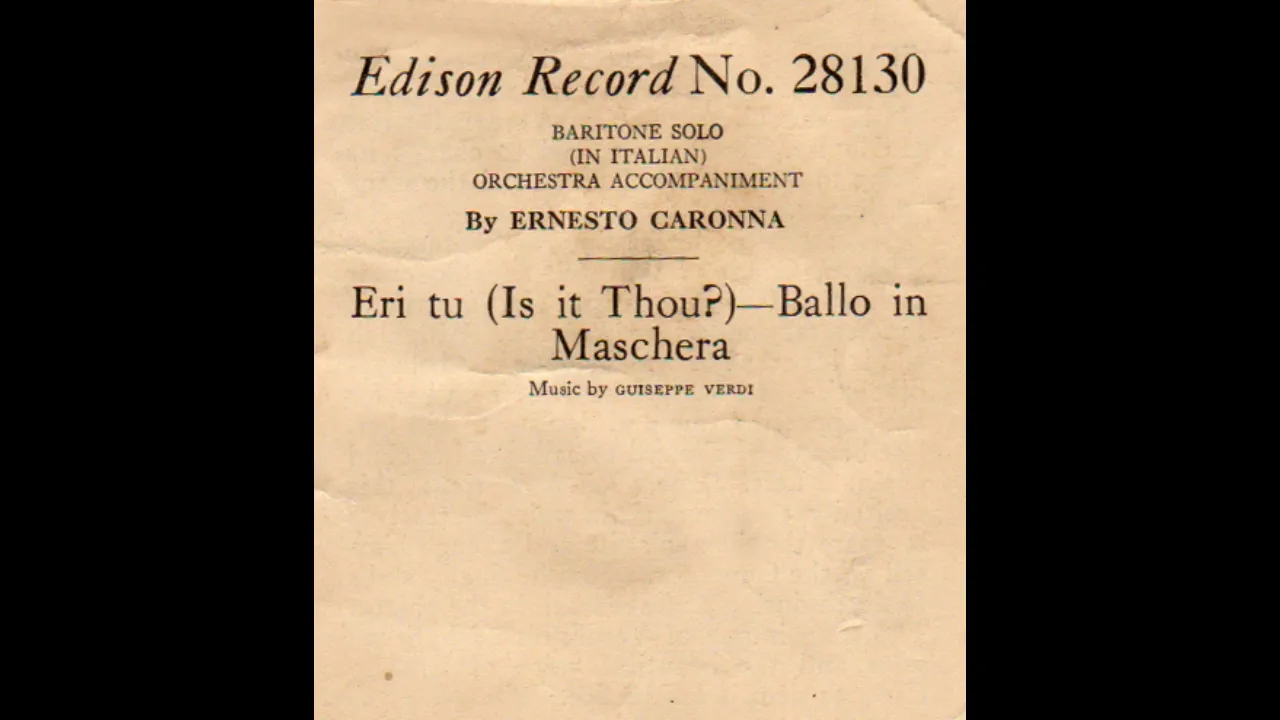 Edison Record No. 28130
BARITONE SOLO
(IN ITALIAN)
ORCHESTRA ACCOMPANIMENT
By ERNESTO CARONNA
Eri tu (Is it Thou?)—Ballo in
Maschera
Music by GUISEPPE VERDI